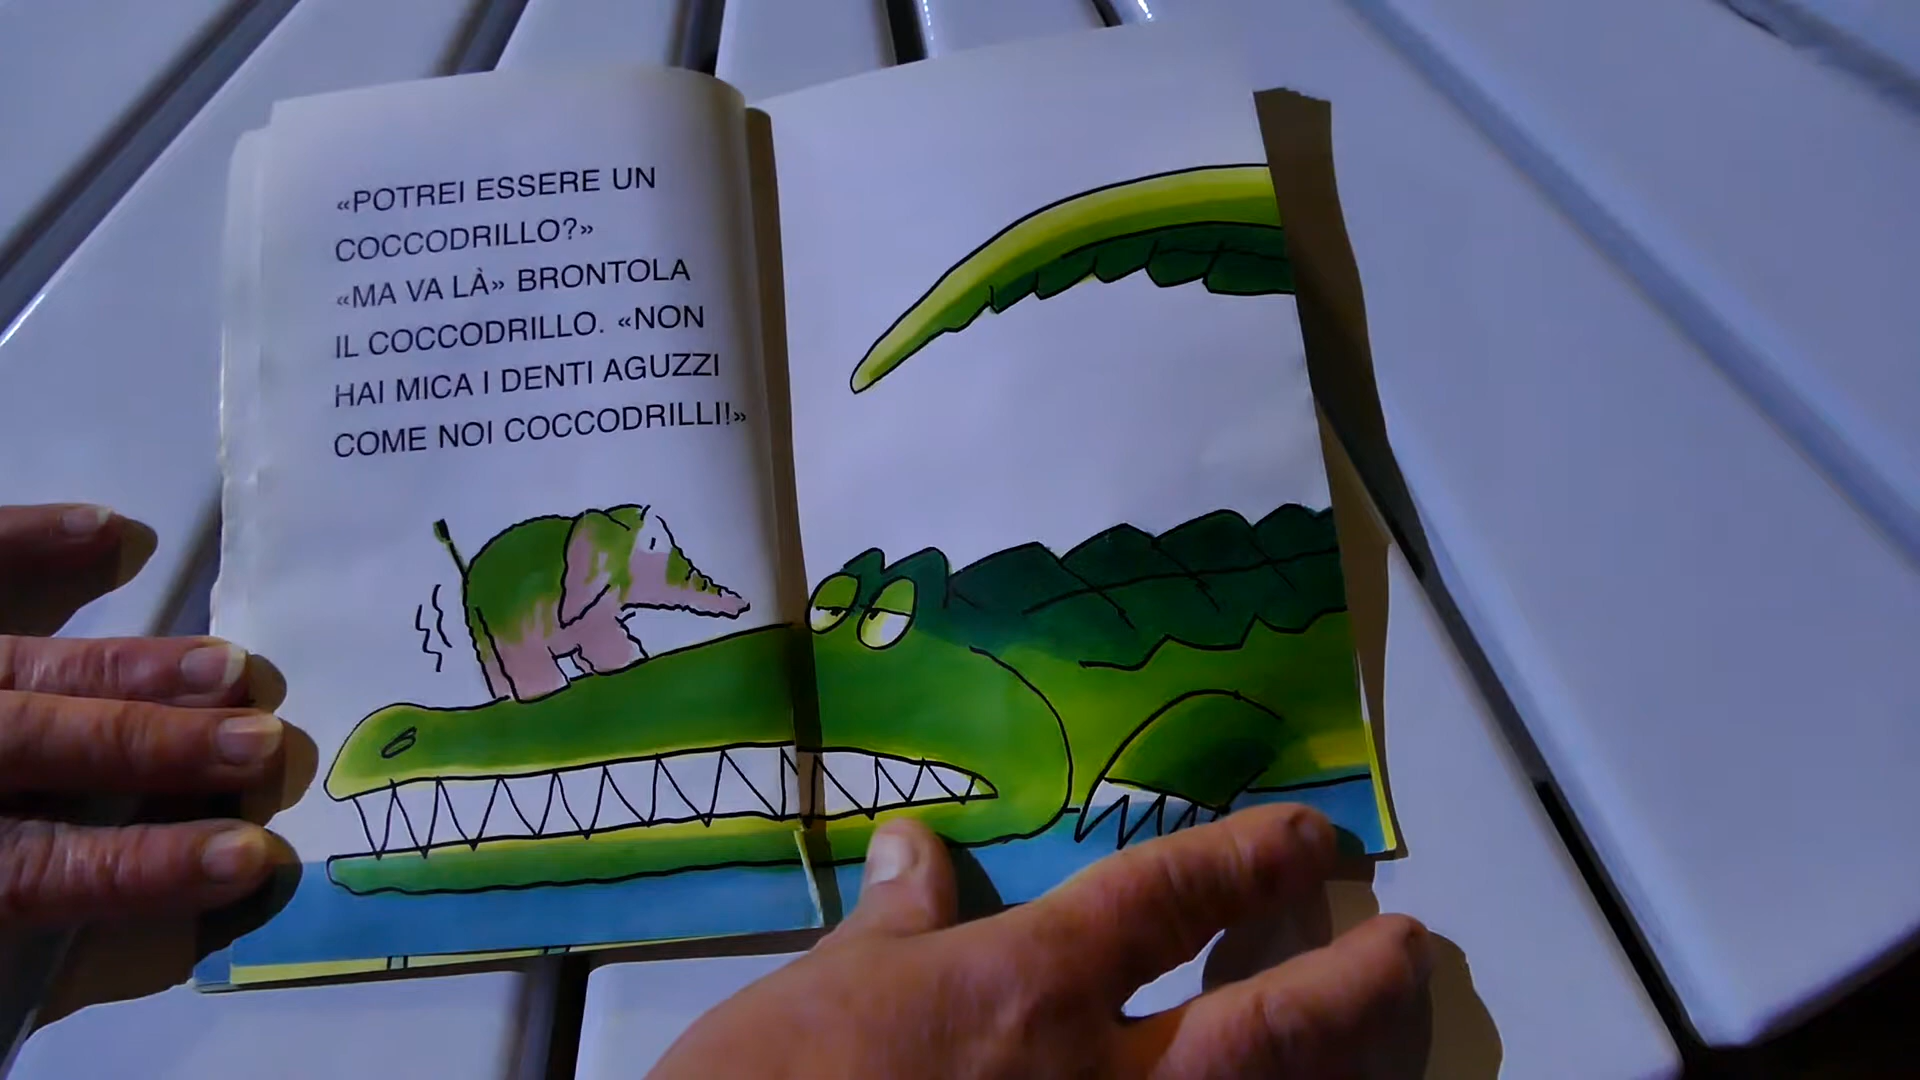 «POTREI ESSERE UN
COCCODRILLO?»
«MA VA LÀ» BRONTOLA
IL COCCODRILLO. «NON
HAI MICA I DENTI AGUZZI
COME NOI COCCODRILLI!»